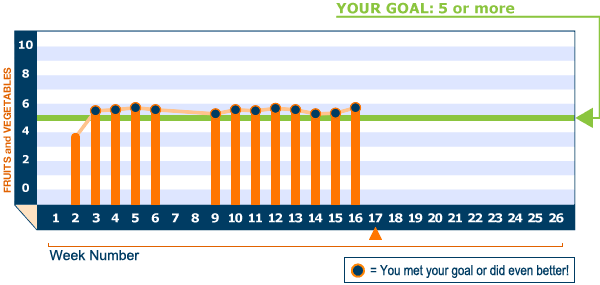 YOUR GOAL: 5 or more
FRUITS and VEGETABLES
10
8
6
4
2
0
1 2 3 4 5 6 7 8 9 10 11 12 13 14 15 16 17 18 19 20 21 22 23 24 25 26
Week Number
= You met your goal or did even better!